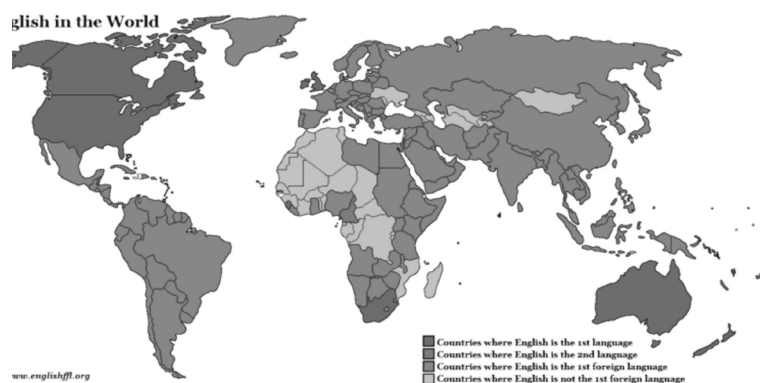 glish in the World
Countries where English is the 1st language
Countries where English is the 2nd language
Countries where English is the 1st foreign language
Countries where English is not the 1st foreign language
ww.englishffl.org